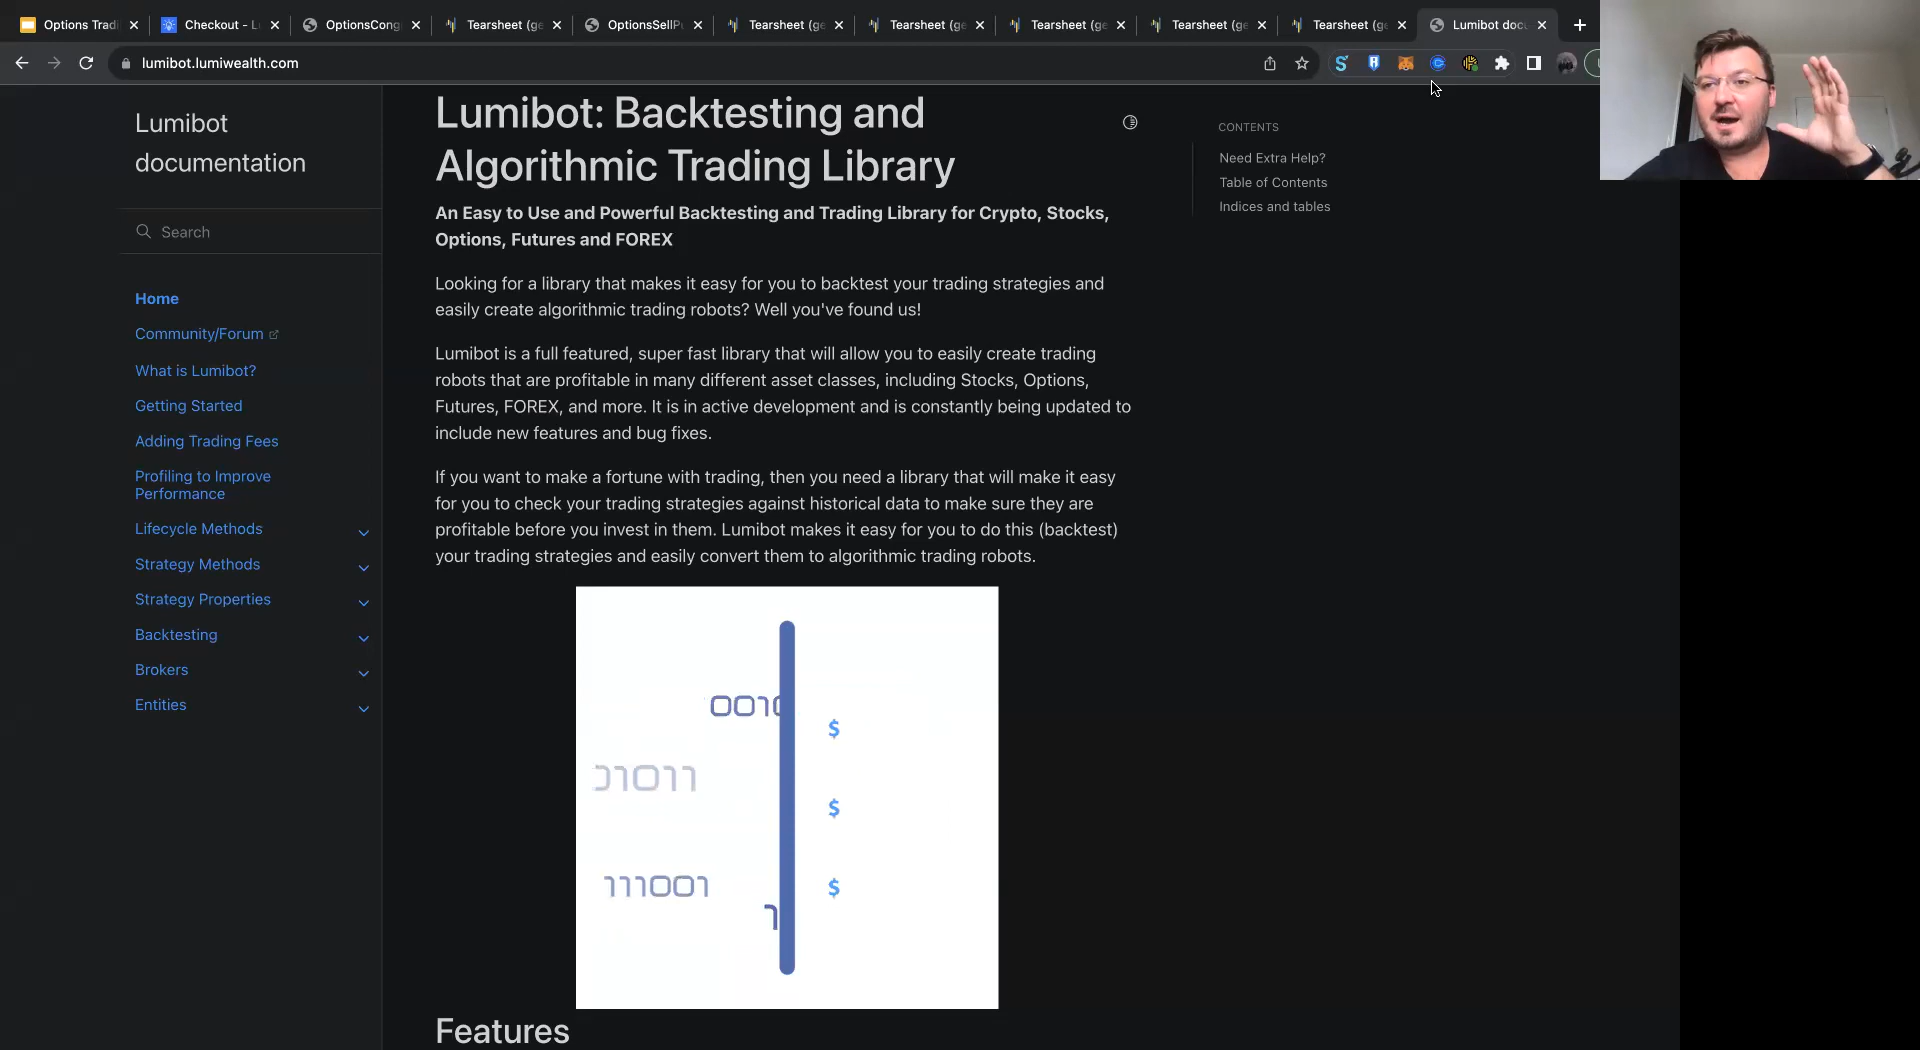 Options Tradi
Checkout - L
OptionsCong
Tearsheet (ge
OptionsSellPu
Tearsheet (ge
Tearsheet (ge
Tearsheet (ge
Tearsheet (ge
Tearsheet (ge
Lumibot doc
lumibot.lumiwealth.com
Lumibot
documentation
Search
Home
Community/Forum
What is Lumibot?
Getting Started
Adding Trading Fees
Profiling to Improve
Performance
Lifecycle Methods
Strategy Methods
Strategy Properties
Backtesting
Brokers
Entities
Lumibot: Backtesting and
Algorithmic Trading Library
An Easy to Use and Powerful Backtesting and Trading Library for Crypto, Stocks,
Options, Futures and FOREX
Looking for a library that makes it easy for you to backtest your trading strategies and
easily create algorithmic trading robots? Well you've found us!
Lumibot is a full featured, super fast library that will allow you to easily create trading
robots that are profitable in many different asset classes, including Stocks, Options,
Futures, FOREX, and more. It is in active development and is constantly being updated to
include new features and bug fixes.
If you want to make a fortune with trading, then you need a library that will make it easy
for you to check your trading strategies against historical data to make sure they are
profitable before you invest in them. Lumibot makes it easy for you to do this (backtest)
your trading strategies and easily convert them to algorithmic trading robots.
0010
$
01011
$
111001
$
1
Features
CONTENTS
Need Extra Help?
Table of Contents
Indices and tables